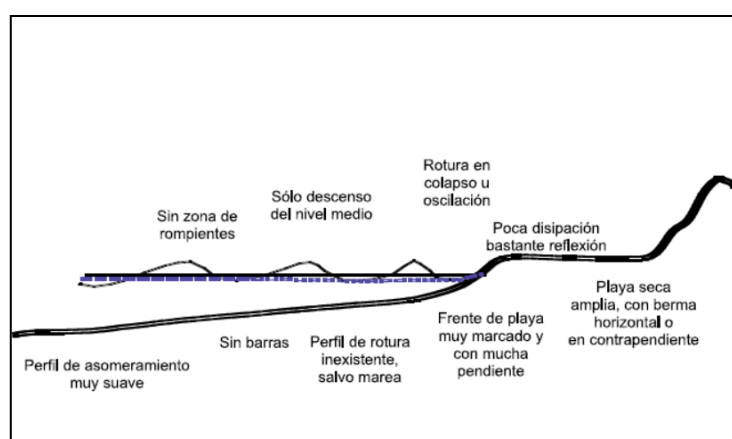 Rotura en
colapso u
oscilación
Sólo descenso
del nivel medio
Sin zona de
rompientes
Poca disipación
bastante reflexión
Playa seca
amplia, con berma
horizontal o
en contrapendiente
Frente de playa
muy marcado y
con mucha
pendiente
Perfil de rotura
inexistente,
salvo marea
Sin barras
Perfil de asomeramiento
muy suave